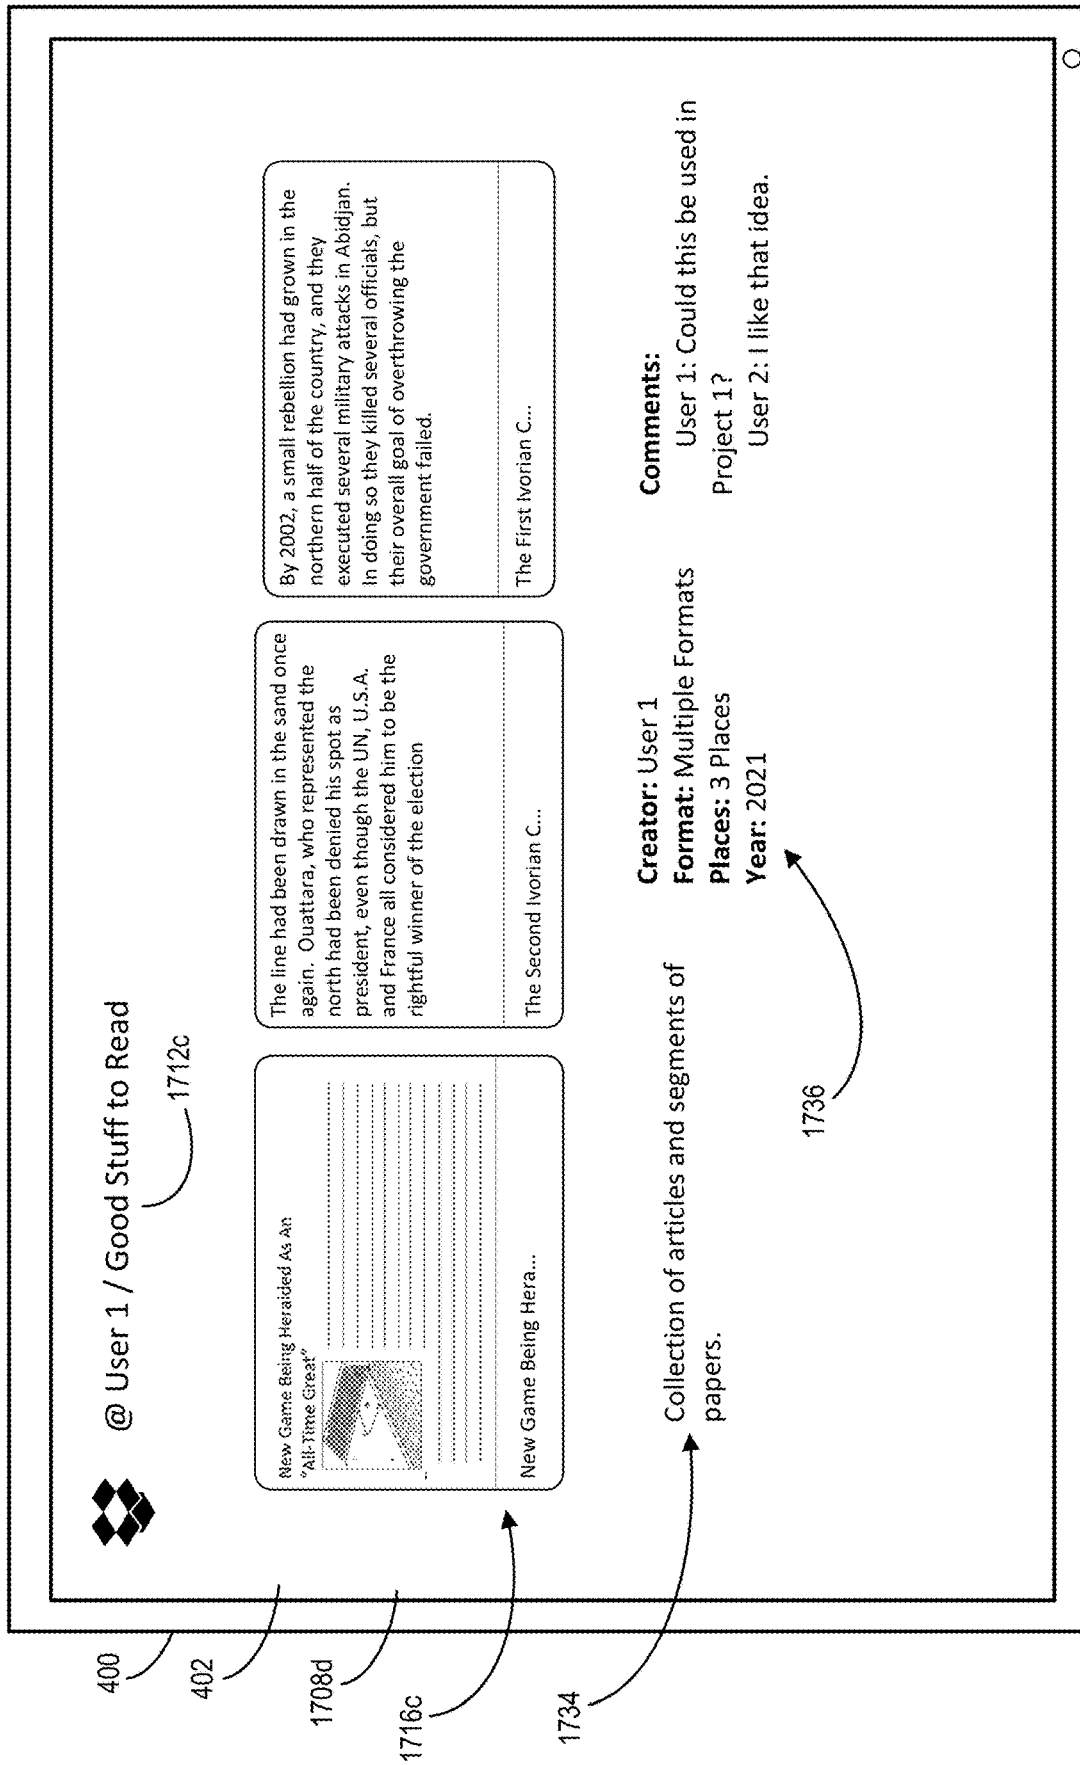 @ User 1 / Good Stuff to Read
1712c
New Game Being Heralded As An
"All-Time Great"
New Game Being Hera...
The line had been drawn in the sand once
again. Ouattara, who represented the
north had been denied his spot as
president, even though the UN, U.S.A.
and France all considered him to be the
rightful winner of the election
The Second Ivorian C...
By 2002, a small rebellion had grown in the
northern half of the country, and they
executed several military attacks in Abidjan.
In doing so they killed several officials, but
their overall goal of overthrowing the
government failed.
The First Ivorian C...
Collection of articles and segments of
papers.
Creator: User 1
Format: Multiple Formats
Places: 3 Places
Year: 2021
Comments:
User 1: Could this be used in
Project 1?
User 2: I like that idea.
400
402
1708d
1716c
1734
1736